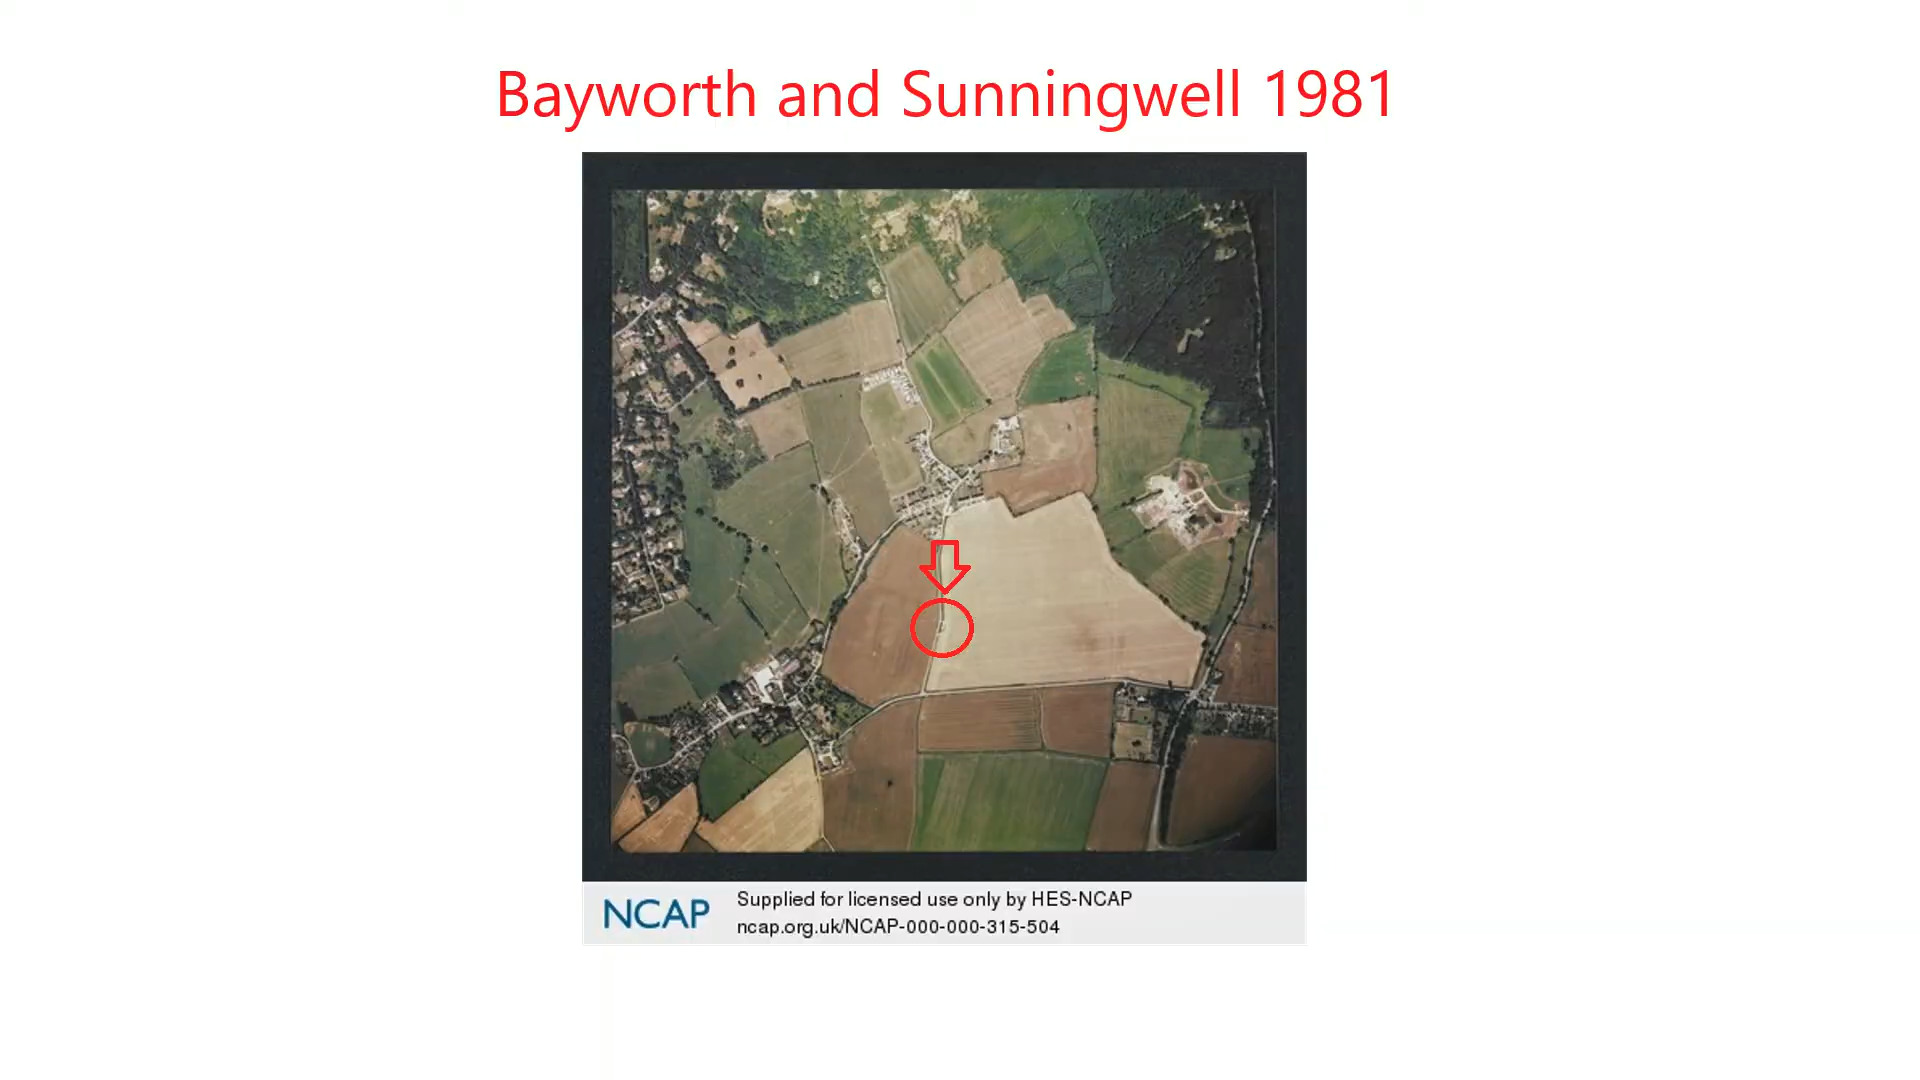 Bayworth and Sunningwell 1981
NCAP
Supplied for licensed use only by HES-NCAP
ncap.org.uk/NCAP-000-000-315-504